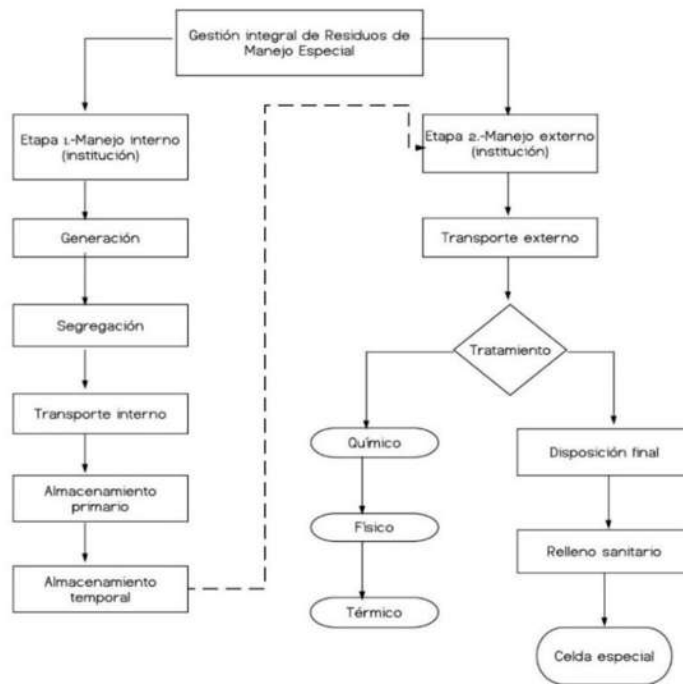 Gestión integral de Residuos de
Manejo Especial
Etapa 1.-Manejo interno
(institución)
Generación
Segregación
Transporte interno
Almacenamiento
primario
Almacenamiento
temporal
Etapa 2.-Manejo externo
(institución)
Transporte externo
Tratamiento
Químico
Físico
Térmico
Disposición final
Relleno sanitario
Celda especial